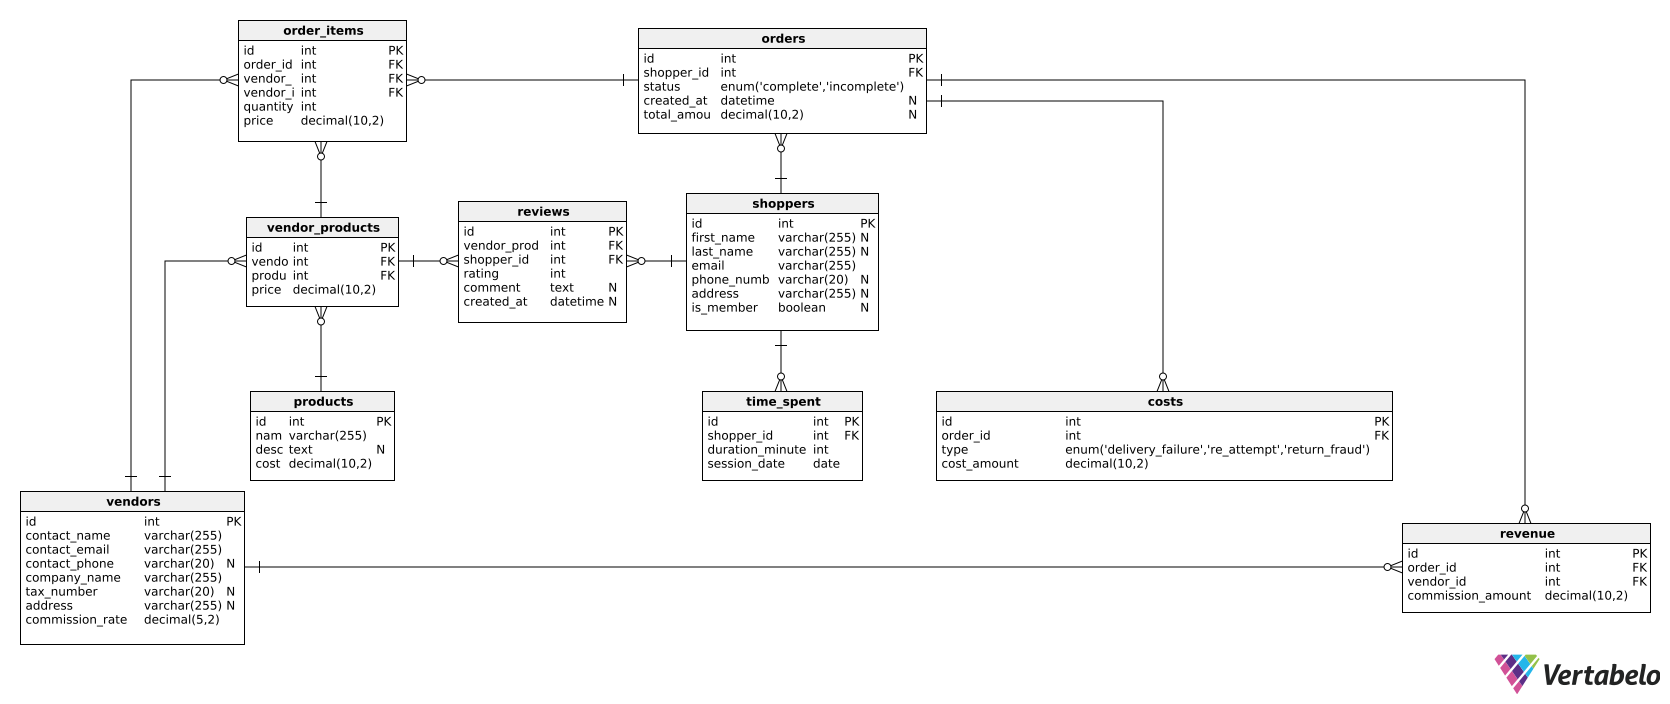 order_items
id int PK
order_id int FK
vendor_ int FK
vendor_i int FK
quantity int
price decimal(10,2)
orders
id int PK
shopper_id int FK
status enum('complete','incomplete')
created_at datetime N
total_amou decimal(10,2) N
vendor_products
id int PK
vendo int FK
produ int FK
price decimal(10,2)
reviews
id int PK
vendor_prod int FK
shopper_id int FK
rating int
comment text N
created_at datetime N
shoppers
id int PK
first_name varchar(255) N
last_name varchar(255) N
email varchar(255)
phone_numb varchar(20) N
address varchar(255) N
is_member boolean N
products
id int PK
nam varchar(255)
desc text N
cost decimal(10,2)
time_spent
id int PK
shopper_id int FK
duration_minute int
session_date date
costs
id int PK
order_id int FK
type enum('delivery_failure','re_attempt','return_fraud')
cost_amount decimal(10,2)
vendors
id int PK
contact_name varchar(255)
contact_email varchar(255)
contact_phone varchar(20) N
company_name varchar(255)
tax_number varchar(20) N
address varchar(255) N
commission_rate decimal(5,2)
revenue
id int PK
order_id int FK
vendor_id int FK
commission_amount decimal(10,2)
Vertabelo